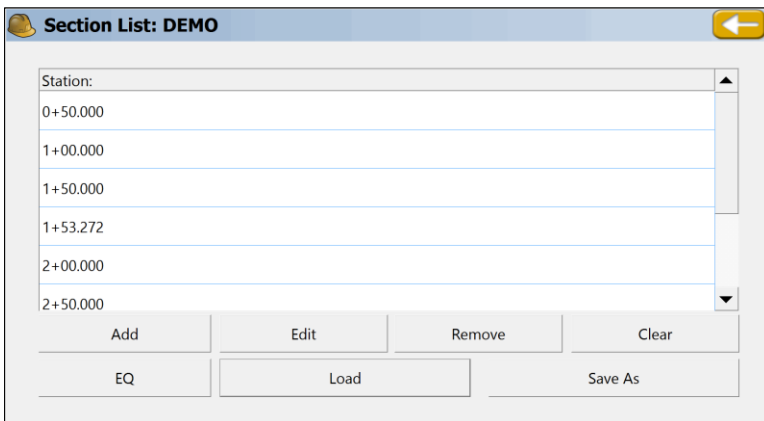 Section List: DEMO
Station:
0+50.000
1+00.000
1+50.000
1+53.272
2+00.000
2+50.000
Add Edit Remove Clear
EQ Load Save As